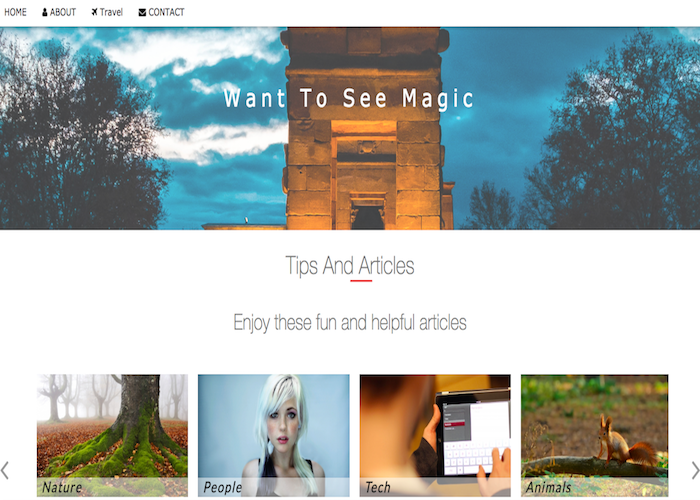 HOME ABOUT Travel CONTACT
Want To See Magic
Tips And Articles
Enjoy these fun and helpful articles
Nature People Tech Animals